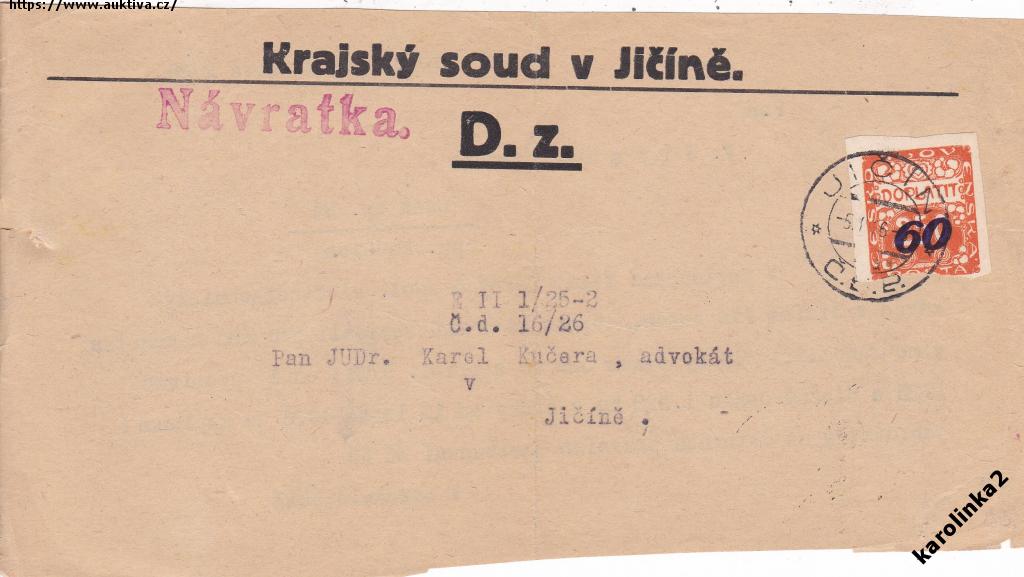 https://www.auktiva.cz/
Krajský soud v Jičíně.
Návratka.
D. z.
JIČÍN
DOPLATIT
60
E II 1/25-2
Č.d. 16/26
Pan JUDr. Karel Kučera , advokát
v
Jičíně .
karolinka2